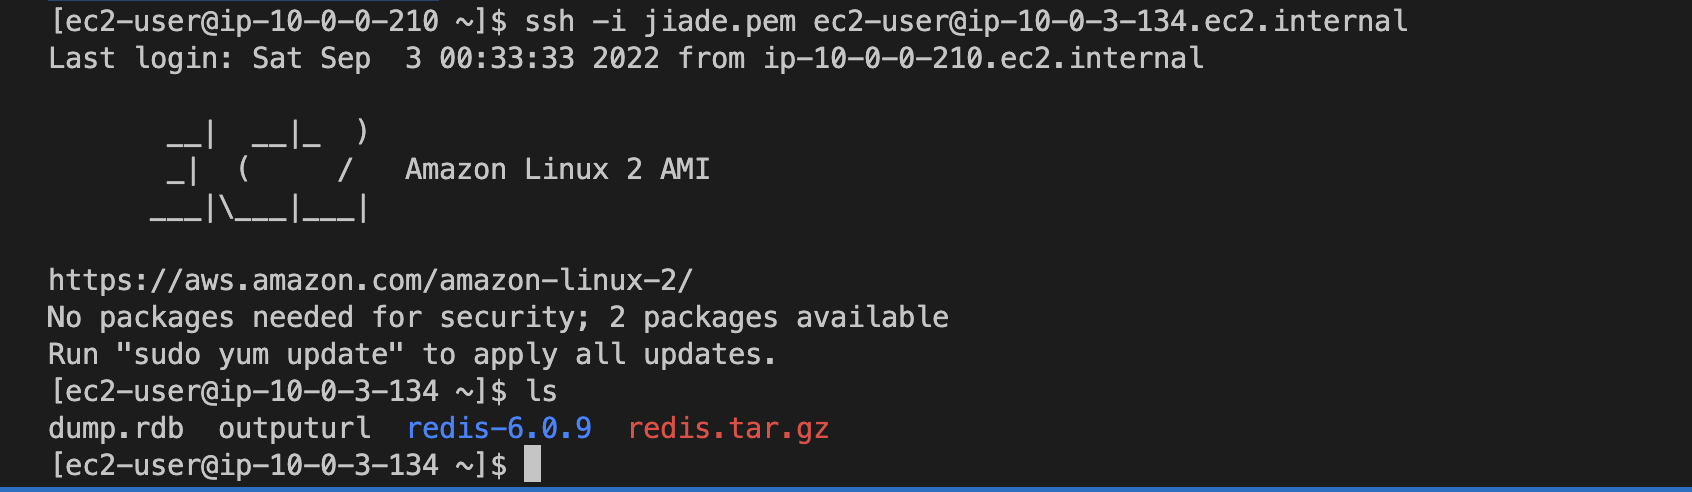 [ec2-user@ip-10-0-0-210 ~]$ ssh -i jiade.pem ec2-user@ip-10-0-3-134.ec2.internal
Last login: Sat Sep  3 00:33:33 2022 from ip-10-0-0-210.ec2.internal

       __|  __|_  )
       _|  (     /   Amazon Linux 2 AMI
      ___|\___|___|

https://aws.amazon.com/amazon-linux-2/
No packages needed for security; 2 packages available
Run "sudo yum update" to apply all updates.
[ec2-user@ip-10-0-3-134 ~]$ ls
dump.rdb  outputurl  redis-6.0.9  redis.tar.gz
[ec2-user@ip-10-0-3-134 ~]$